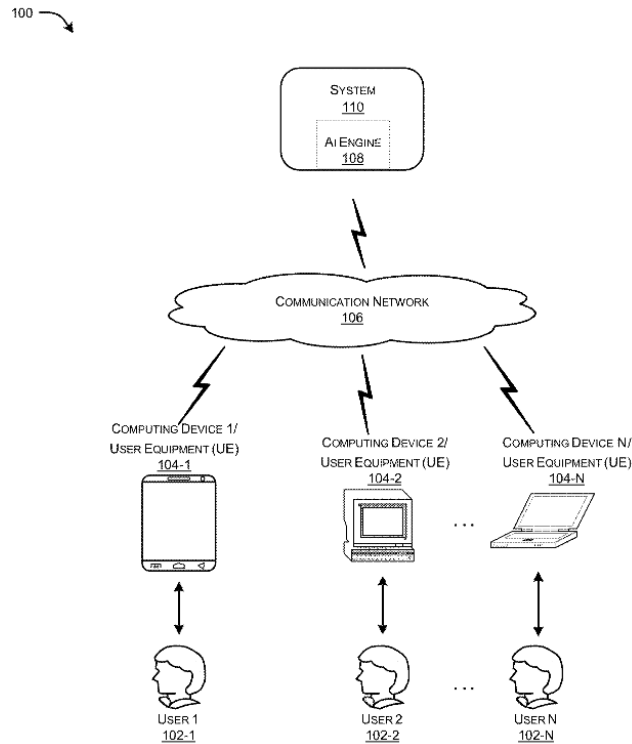 100
SYSTEM
110
AI ENGINE
108
COMMUNICATION NETWORK
106
COMPUTING DEVICE 1/
USER EQUIPMENT (UE)
104-1
COMPUTING DEVICE 2/
USER EQUIPMENT (UE)
104-2
COMPUTING DEVICE N/
USER EQUIPMENT (UE)
104-N
...
...
USER 1
102-1
USER 2
102-2
USER N
102-N